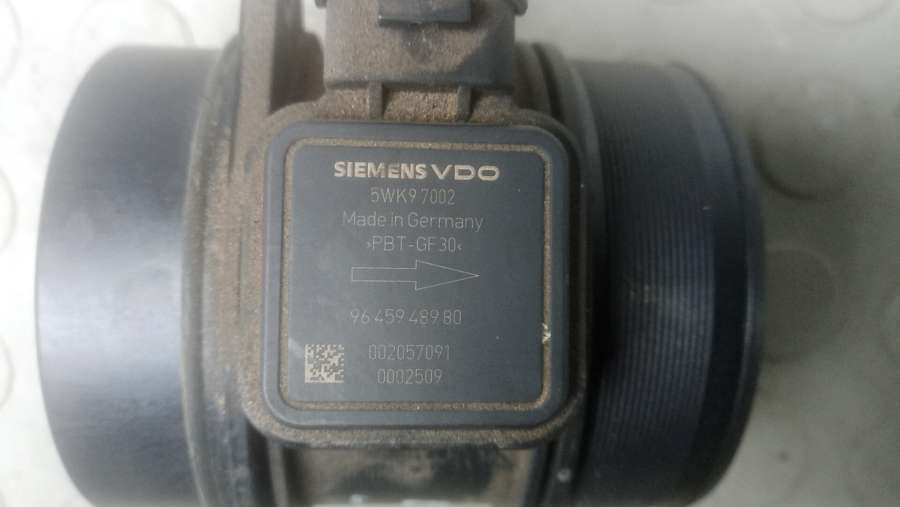 SIEMENS VDO
5WK9 7002
Made in Germany
>PBT-GF30<
96 459 489 80
002057091
0002509